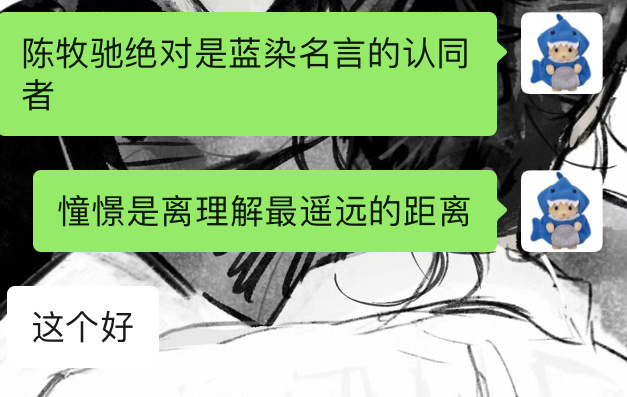 陈牧驰绝对是蓝染名言的认同
者
憧憬是离理解最遥远的距离
这个好